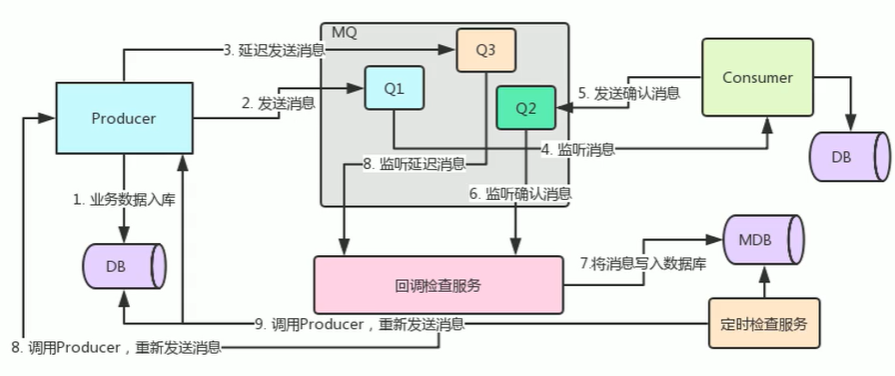 MQ
3. 延迟发送消息
Q3
Consumer
Q1
5. 发送确认消息
2. 发送消息
Q2
Producer
4. 监听消息
DB
8. 监听延迟消息
1. 业务数据入库
6. 监听确认消息
MDB
DB
7.将消息写入数据库
回调检查服务
9. 调用Producer，重新发送消息
定时检查服务
8. 调用Producer，重新发送消息